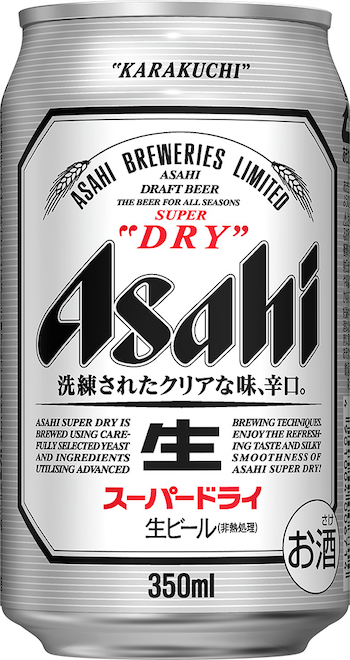 "KARAKUCHI"
ASAHI BREWERIES LIMITED
ASAHI
DRAFT BEER
THE BEER FOR ALL SEASONS
SUPER
"DRY"
Asahi
洗練されたクリアな味、辛口。
ASAHI SUPER DRY IS
BREWED USING CARE-
FULLY SELECTED YEAST
AND INGREDIENTS
UTILISING ADVANCED
生
BREWING TECHNIQUES.
ENJOY THE REFRESH-
ING TASTE AND SILKY
SMOOTHNESS OF
ASAHI SUPER DRY!
スーパードライ
生ビール(非熱処理)
さけ
お酒
350ml